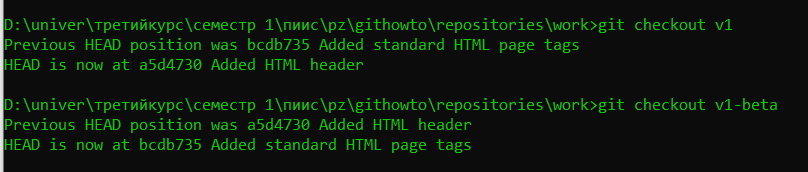 D:\univer\третийкурс\семестр 1\пиис\pz\githowto\repositories\work>git checkout v1
Previous HEAD position was bcdb735 Added standard HTML page tags
HEAD is now at a5d4730 Added HTML header
D:\univer\третийкурс\семестр 1\пиис\pz\githowto\repositories\work>git checkout v1-beta
Previous HEAD position was a5d4730 Added HTML header
HEAD is now at bcdb735 Added standard HTML page tags